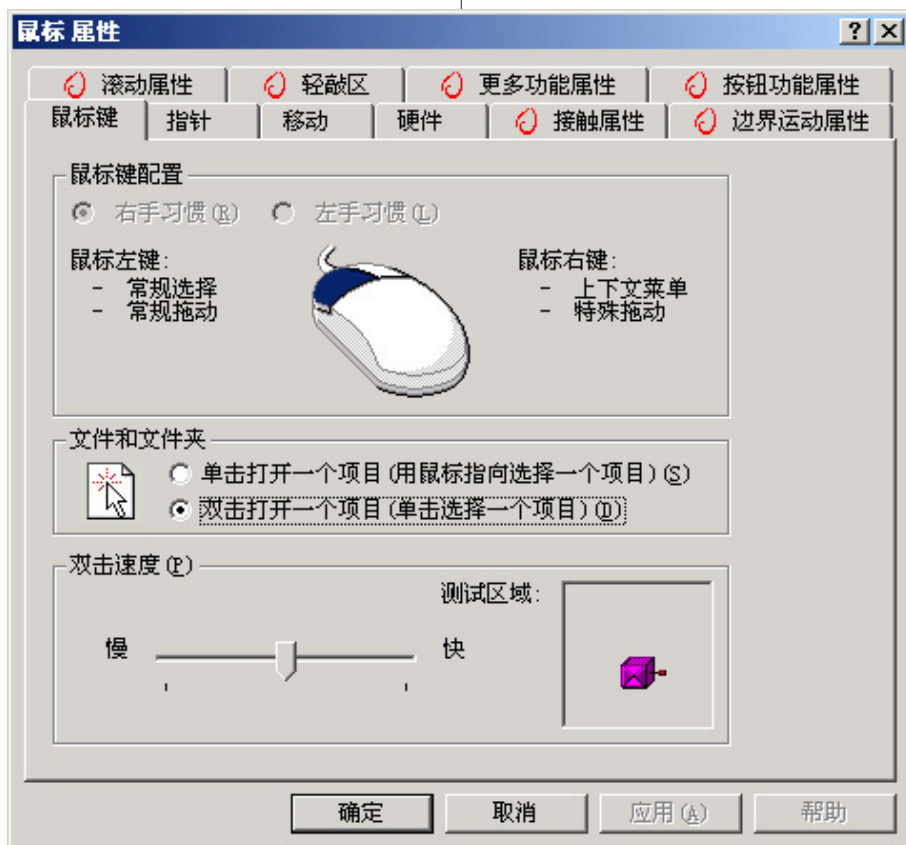 鼠标 属性
滚动属性 轻敲区 更多功能属性 按钮功能属性
鼠标键 指针 移动 硬件 接触属性 边界运动属性
鼠标键配置
右手习惯(R) 左手习惯(L)
鼠标左键: 鼠标右键:
- 常规选择 - 上下文菜单
- 常规拖动 - 特殊拖动
文件和文件夹
单击打开一个项目(用鼠标指向选择一个项目)(S)
双击打开一个项目(单击选择一个项目)(D)
双击速度(P)
测试区域:
慢 快
确定 取消 应用(A) 帮助